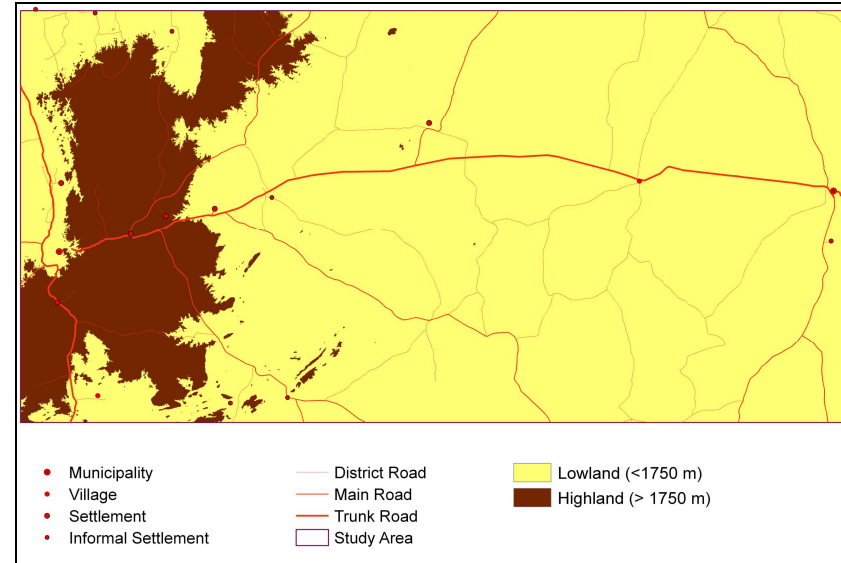 Municipality
Village
Settlement
Informal Settlement
District Road
Main Road
Trunk Road
Study Area
Lowland (<1750 m)
Highland (> 1750 m)